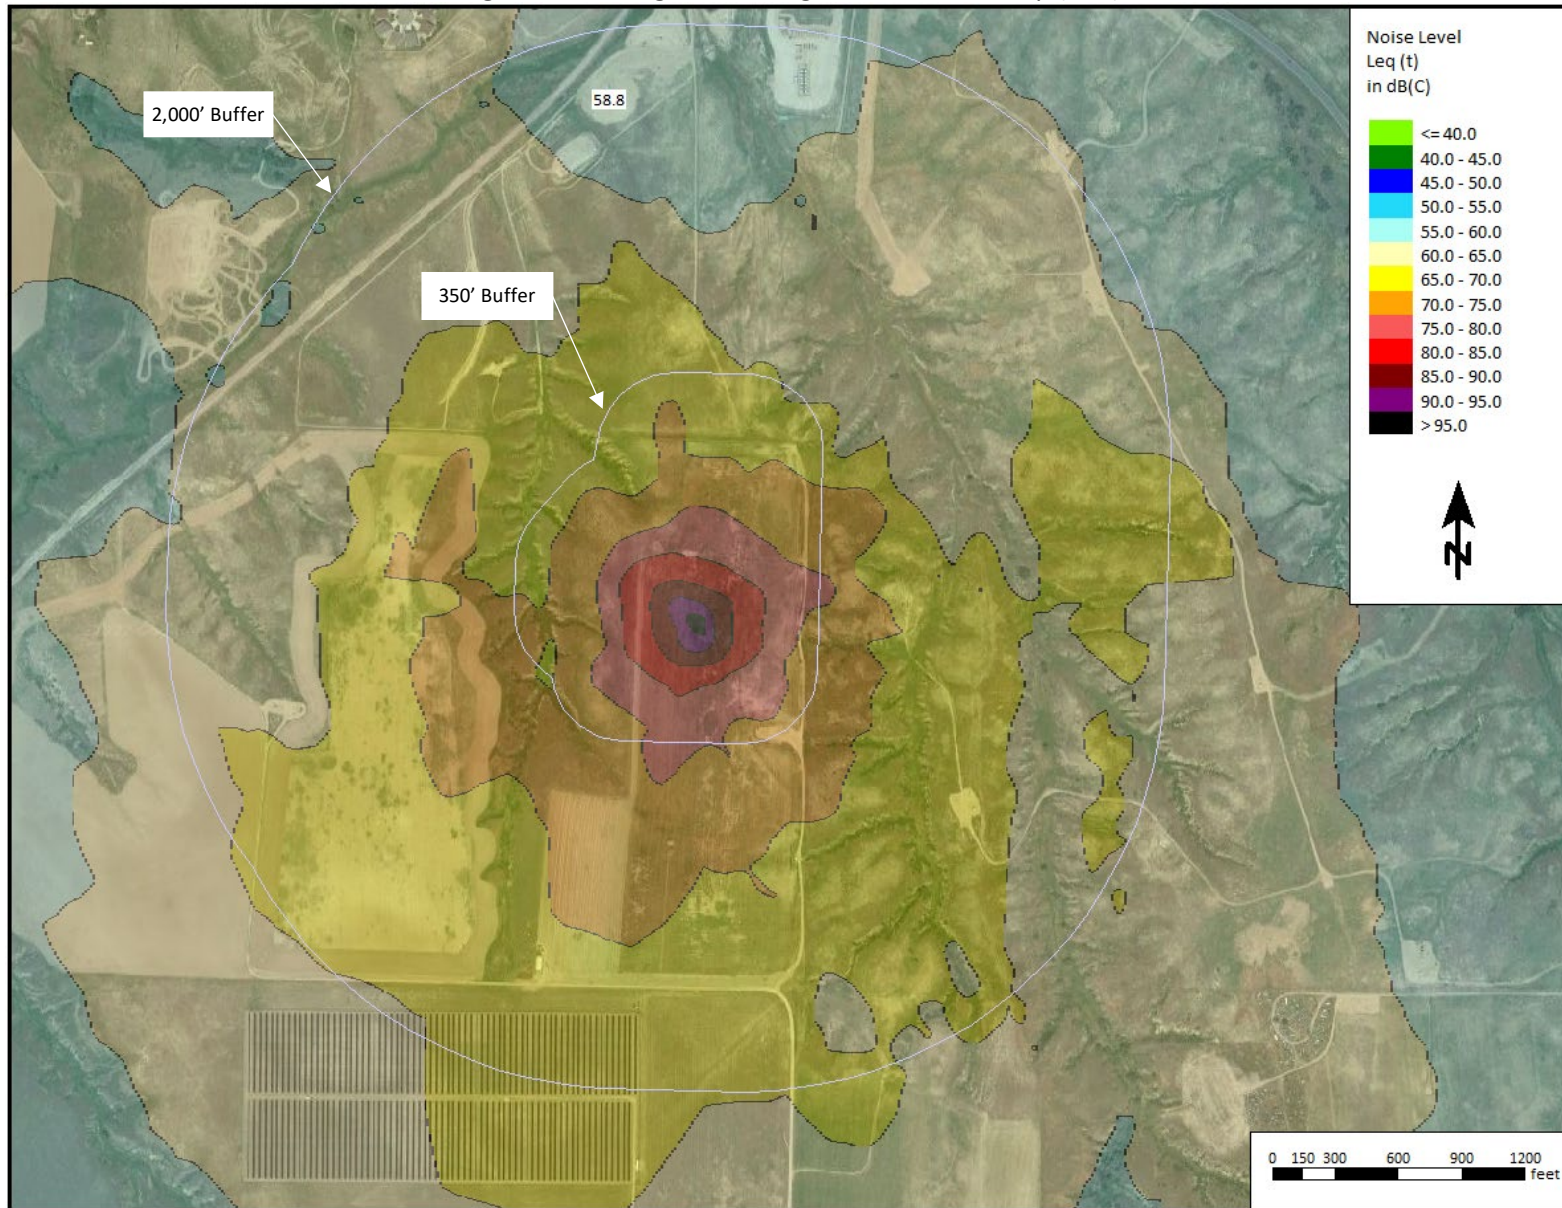 58.8
2,000’ Buffer
350’ Buffer
Noise Level
Leq (t)
in dB(C)
<= 40.0
40.0 - 45.0
45.0 - 50.0
50.0 - 55.0
55.0 - 60.0
60.0 - 65.0
65.0 - 70.0
70.0 - 75.0
75.0 - 80.0
80.0 - 85.0
85.0 - 90.0
90.0 - 95.0
> 95.0
N
0 150 300 600 900 1200
feet